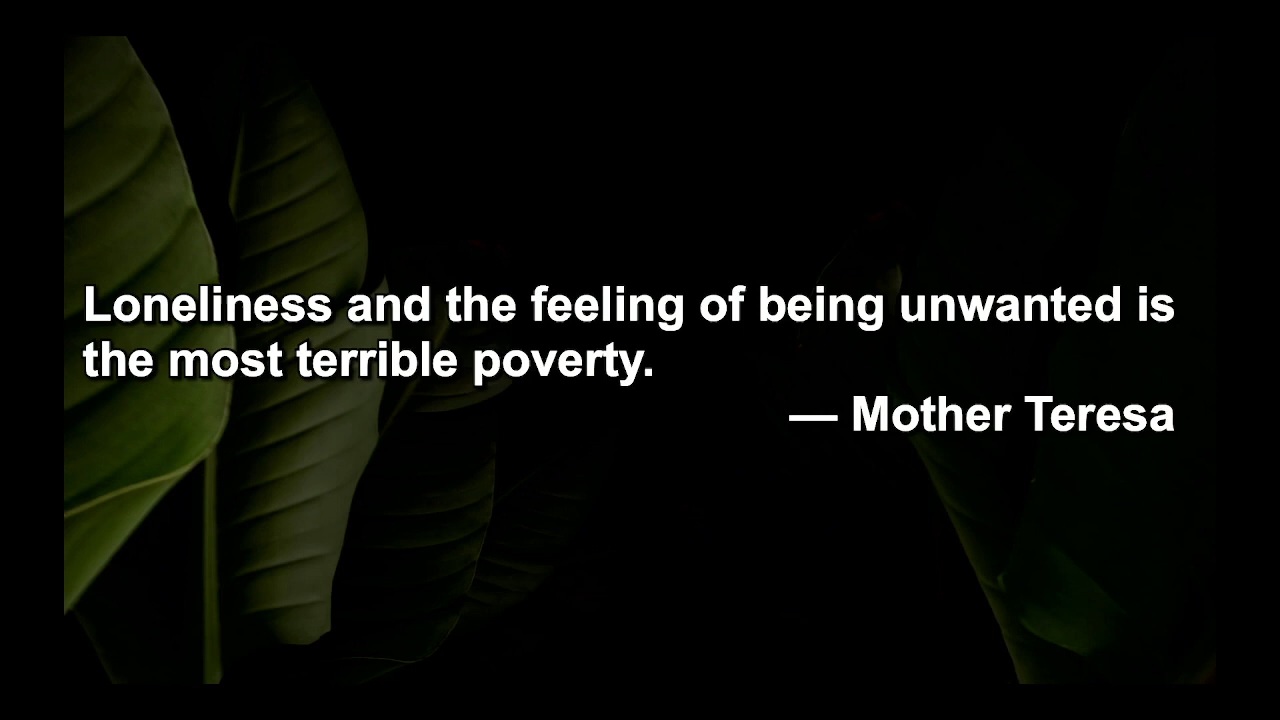 Loneliness and the feeling of being unwanted is
the most terrible poverty.
— Mother Teresa